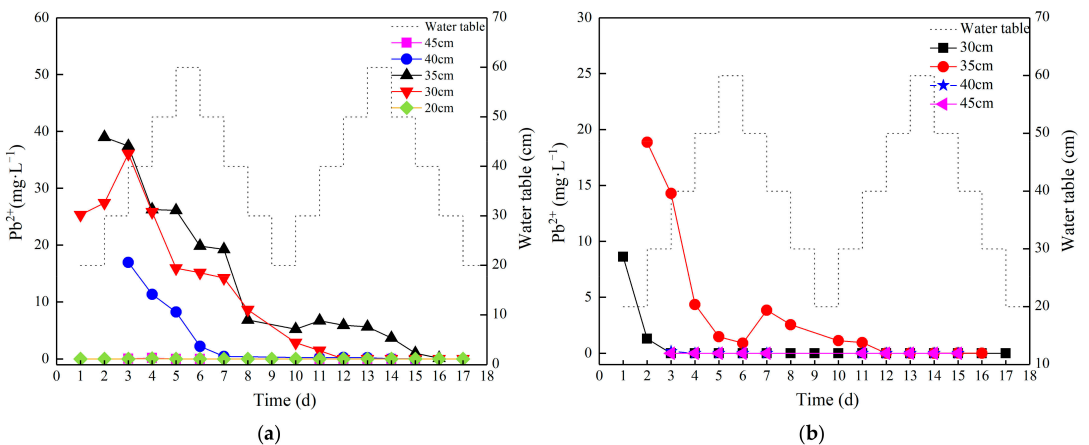 60
50
40
30
20
10
0
Pb²⁺(mg·L⁻¹)
Water table
45cm
40cm
35cm
30cm
20cm
70
60
50
40
30
20
10
0
Water table (cm)
0 1 2 3 4 5 6 7 8 9 10 11 12 13 14 15 16 17 18
Time (d)
(a)
30
25
20
15
10
5
0
Pb²⁺ (mg·L⁻¹)
Water table
30cm
35cm
40cm
45cm
70
60
50
40
30
20
10
Water table (cm)
0 1 2 3 4 5 6 7 8 9 10 11 12 13 14 15 16 17 18
Time (d)
(b)